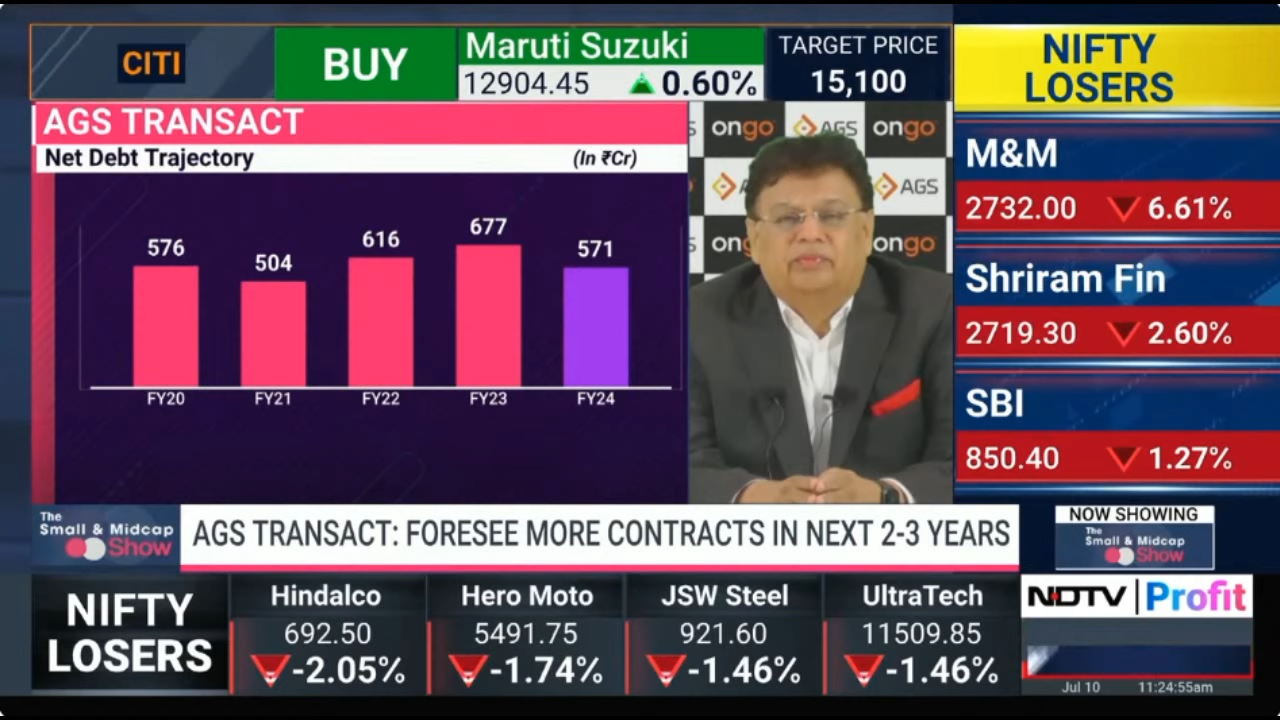 CITI
BUY
Maruti Suzuki
12904.45 0.60%
TARGET PRICE
15,100
NIFTY
LOSERS
AGS TRANSACT
Net Debt Trajectory (In ₹Cr)
576
504
616
677
571
FY20 FY21 FY22 FY23 FY24
S ongo AGS ongo
AGS
ongo
M&M
2732.00 6.61%
Shriram Fin
2719.30 2.60%
SBI
850.40 1.27%
The
Small & Midcap
Show
AGS TRANSACT: FORESEE MORE CONTRACTS IN NEXT 2-3 YEARS
NOW SHOWING
The
Small & Midcap
Show
NIFTY
LOSERS
Hindalco
692.50
-2.05%
Hero Moto
5491.75
-1.74%
JSW Steel
921.60
-1.46%
UltraTech
11509.85
-1.46%
NDTV Profit
Jul 10 11:24:55am